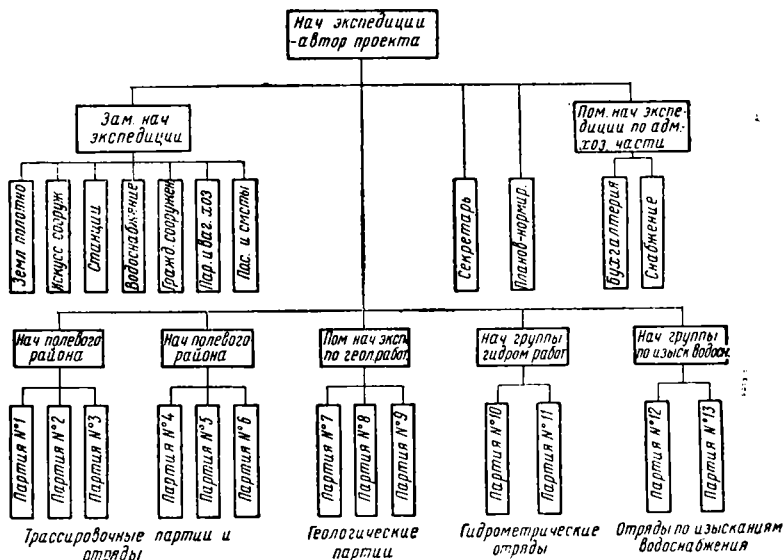 Нач экспедиции
-автор проекта
Зам. нач
экспедиции
Пом. нач экспе-
диции по адм-
хоз. части
Земл полотно
Искусс сооруж
Станции
Водоснабжение
Гражд сооружен
Пар. и ваг. хоз
Пас. и сметы
Секретарь
Планов-нормир.
Бухгалтерия
Снабжение
Нач полевого
района
Нач полевого
района
Пом нач эксп.
по геол. работ
Нач группы
гидром работ
Нач группы
по изыск водосн.
Партия №1
Партия №2
Партия №3
Партия №4
Партия №5
Партия №6
Партия №7
Партия №8
Партия №9
Партия №10
Партия №11
Партия №12
Партия №13
Трассировочные партии и
отряды
Геологические
партии
Гидрометрические
отряды
Отряды по изысканиям
водоснабжения